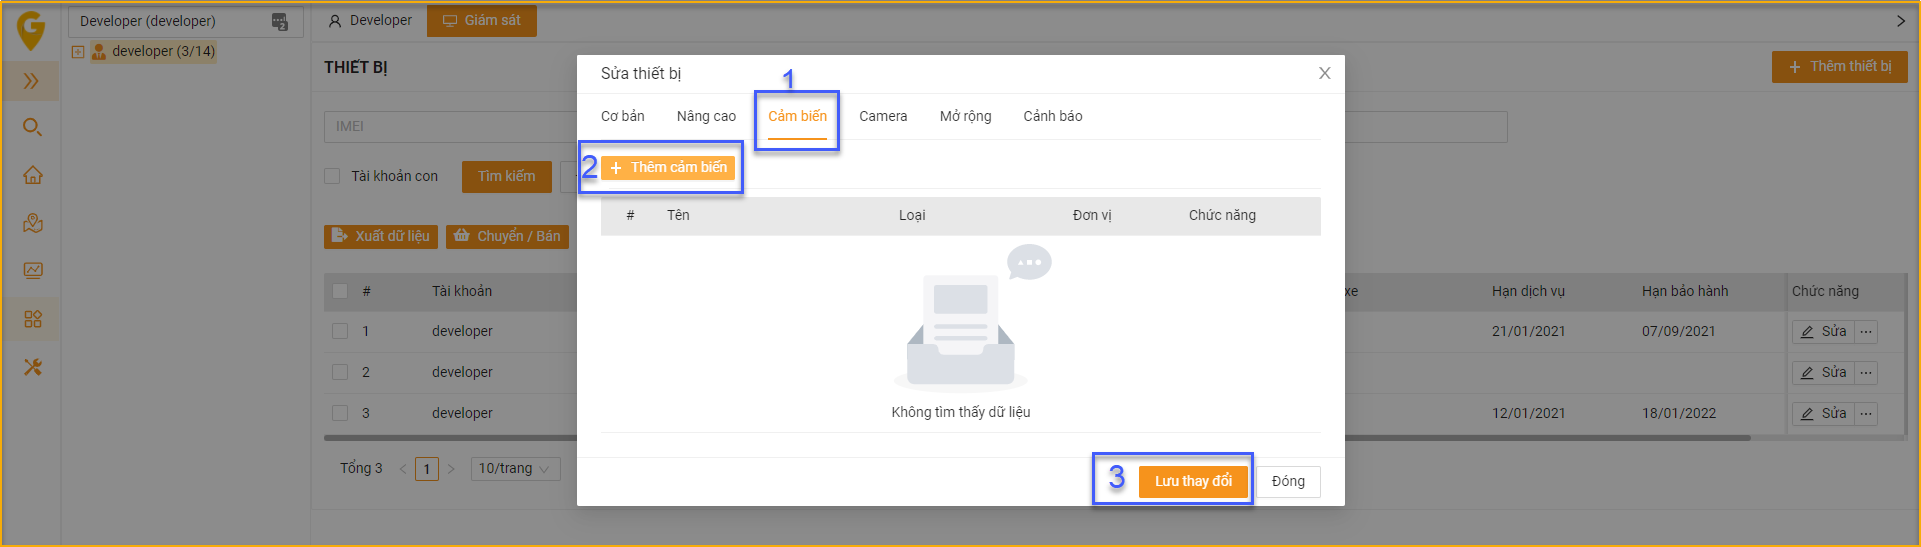 Developer (developer)
2
developer (3/14)
Developer
Giám sát
THIẾT BỊ
Thêm thiết bị
IMEI
Tài khoản con
Tìm kiếm
Xuất dữ liệu
Chuyển / Bán
# Tài khoản xe Hạn dịch vụ Hạn bảo hành Chức năng
1 developer 21/01/2021 07/09/2021 Sửa ...
2 developer Sửa ...
3 developer 12/01/2021 18/01/2022 Sửa ...
Tổng 3 < 1 > 10/trang
Sửa thiết bị X
1
Cơ bản Nâng cao Cảm biến Camera Mở rộng Cảnh báo
2 + Thêm cảm biến
# Tên Loại Đơn vị Chức năng
Không tìm thấy dữ liệu
3 Lưu thay đổi Đóng